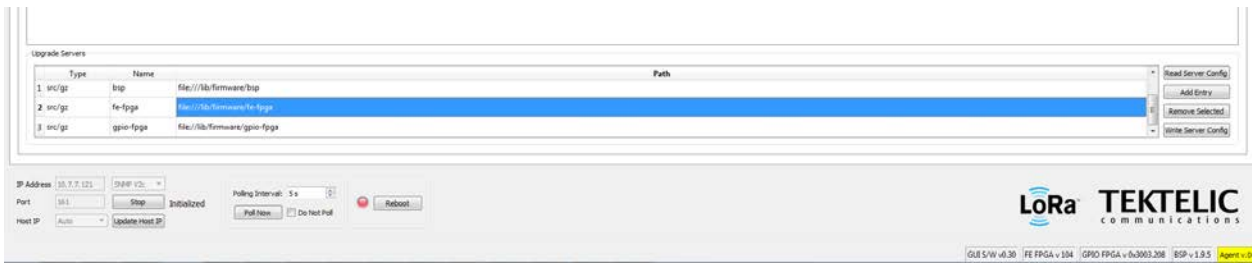 Upgrade Servers
Type Name Path
1 src/gz bsp file:///lib/firmware/bsp
2 src/gz fe-fpga file:///lib/firmware/fe-fpga
3 src/gz gpio-fpga file:///lib/firmware/gpio-fpga
Read Server Config
Add Entry
Remove Selected
Write Server Config
IP Address 10.7.7.121 SNMP V2c
Port 161 Stop Initialized
Host IP Auto Update Host IP
Polling Interval: 5 s
Poll Now Do Not Poll
Reboot
LoRa
TEKTELIC
communications
GUI S/W v0.30 FE FPGA v 104 GPIO FPGA v 0x3003.208 BSP v 1.9.5 Agent v:0